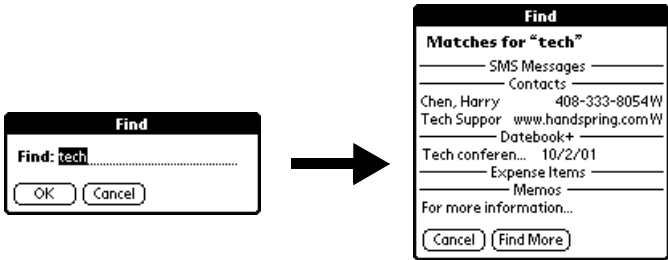 Find
Find: tech
OK Cancel
Find
Matches for “tech”
SMS Messages
Contacts
Chen, Harry 408-333-8054W
Tech Suppor www.handspring.com W
Datebook+
Tech conferen... 10/2/01
Expense Items
Memos
For more information...
Cancel Find More